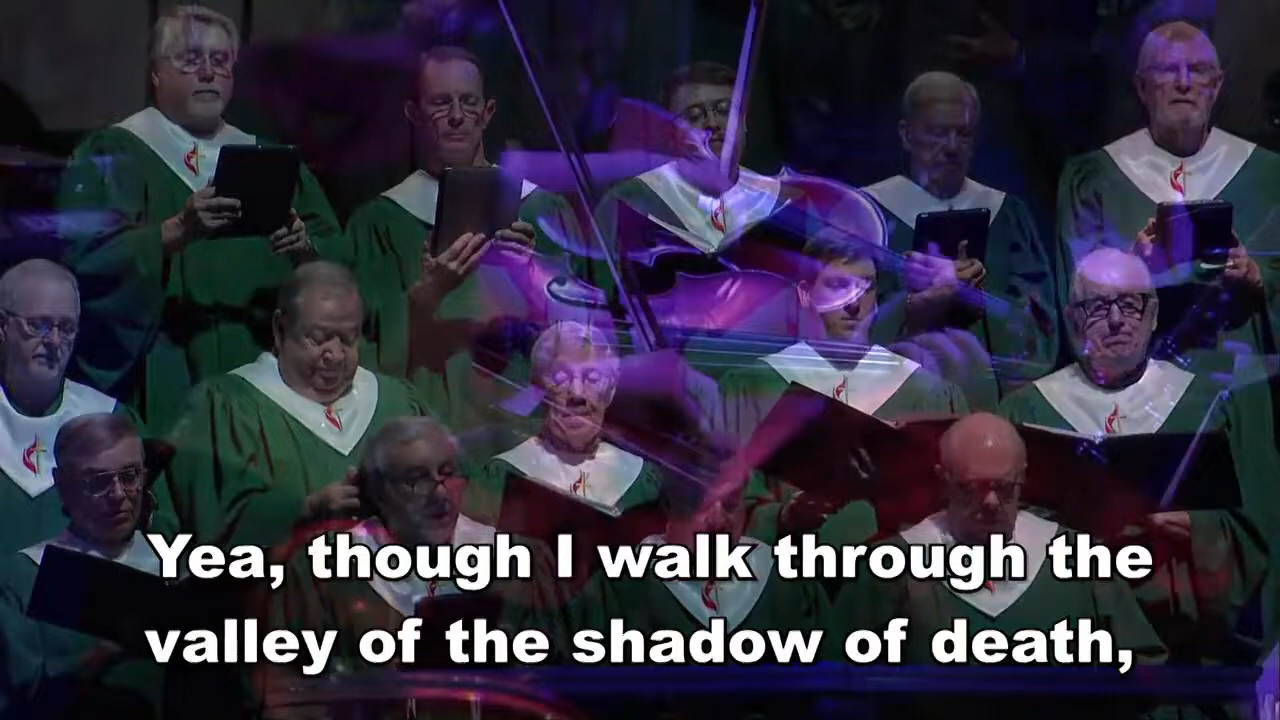 Yea, though I walk through the
valley of the shadow of death,